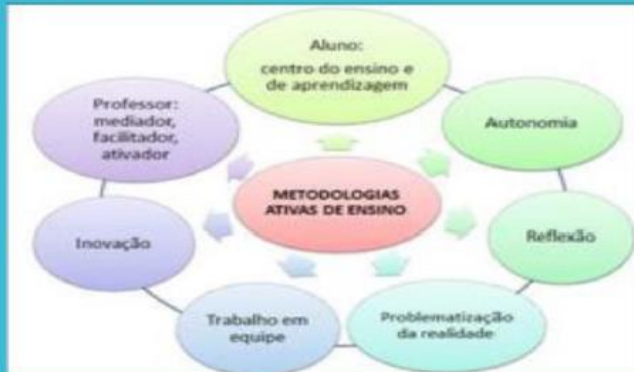 Aluno:
centro do ensino e
de aprendizagem
Autonomia
Reflexão
Problematização
da realidade
Trabalho em
equipe
Inovação
Professor:
mediador,
facilitador,
ativador
METODOLOGIAS
ATIVAS DE ENSINO